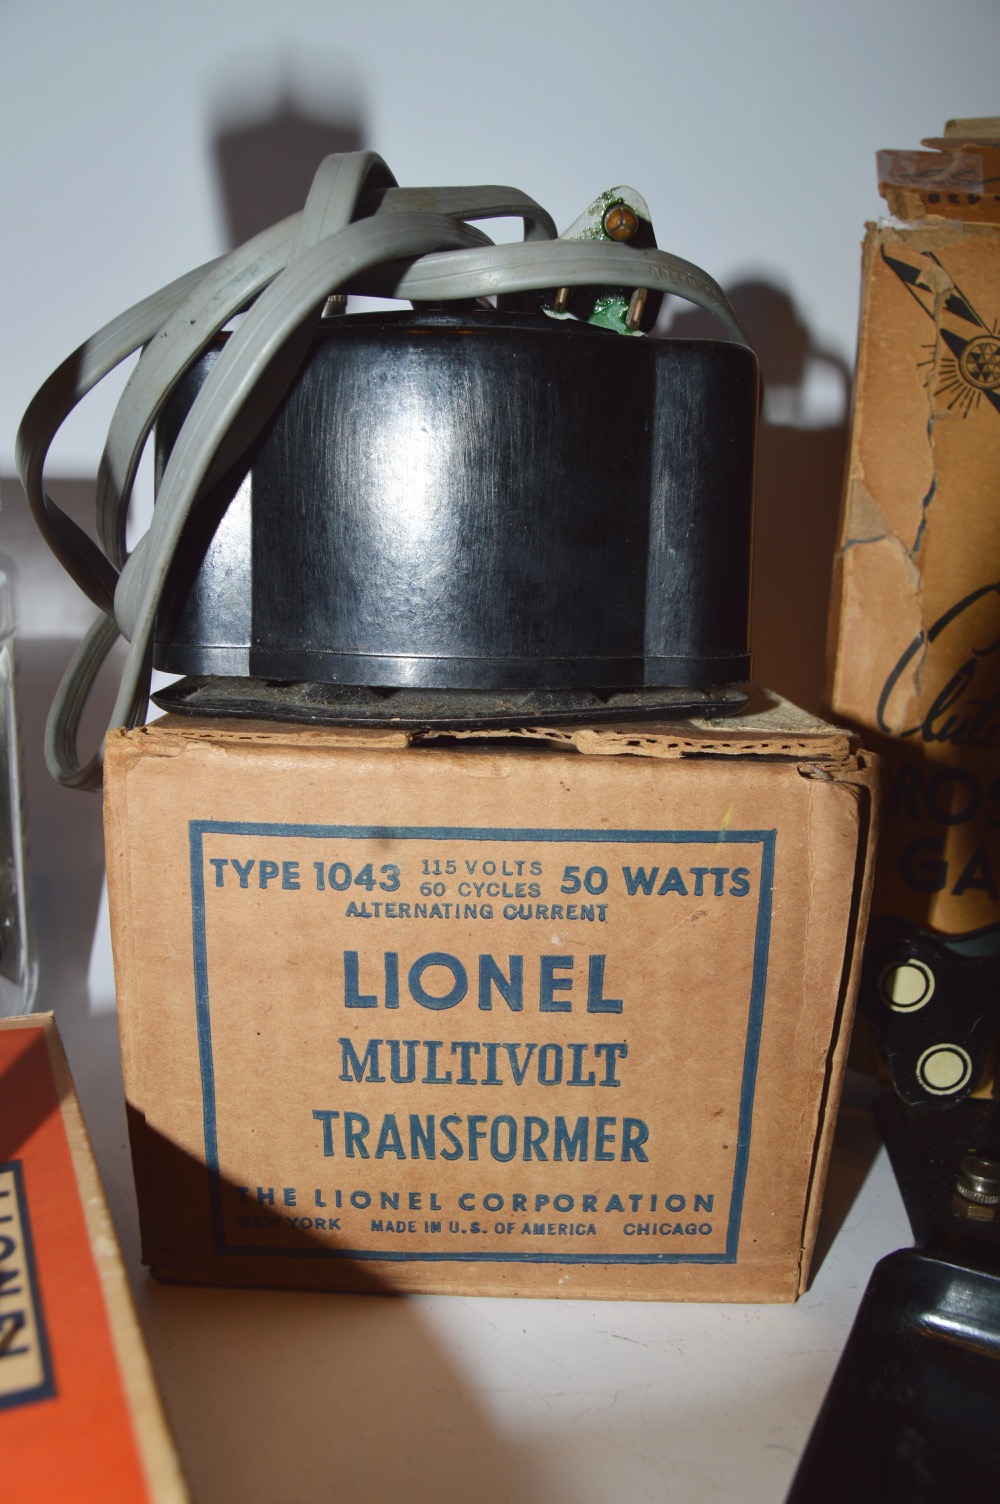 TYPE 1043 115 VOLTS 50 WATTS
60 CYCLES
ALTERNATING CURRENT
LIONEL
MULTIVOLT
TRANSFORMER
THE LIONEL CORPORATION
NEW YORK MADE IN U.S. OF AMERICA CHICAGO